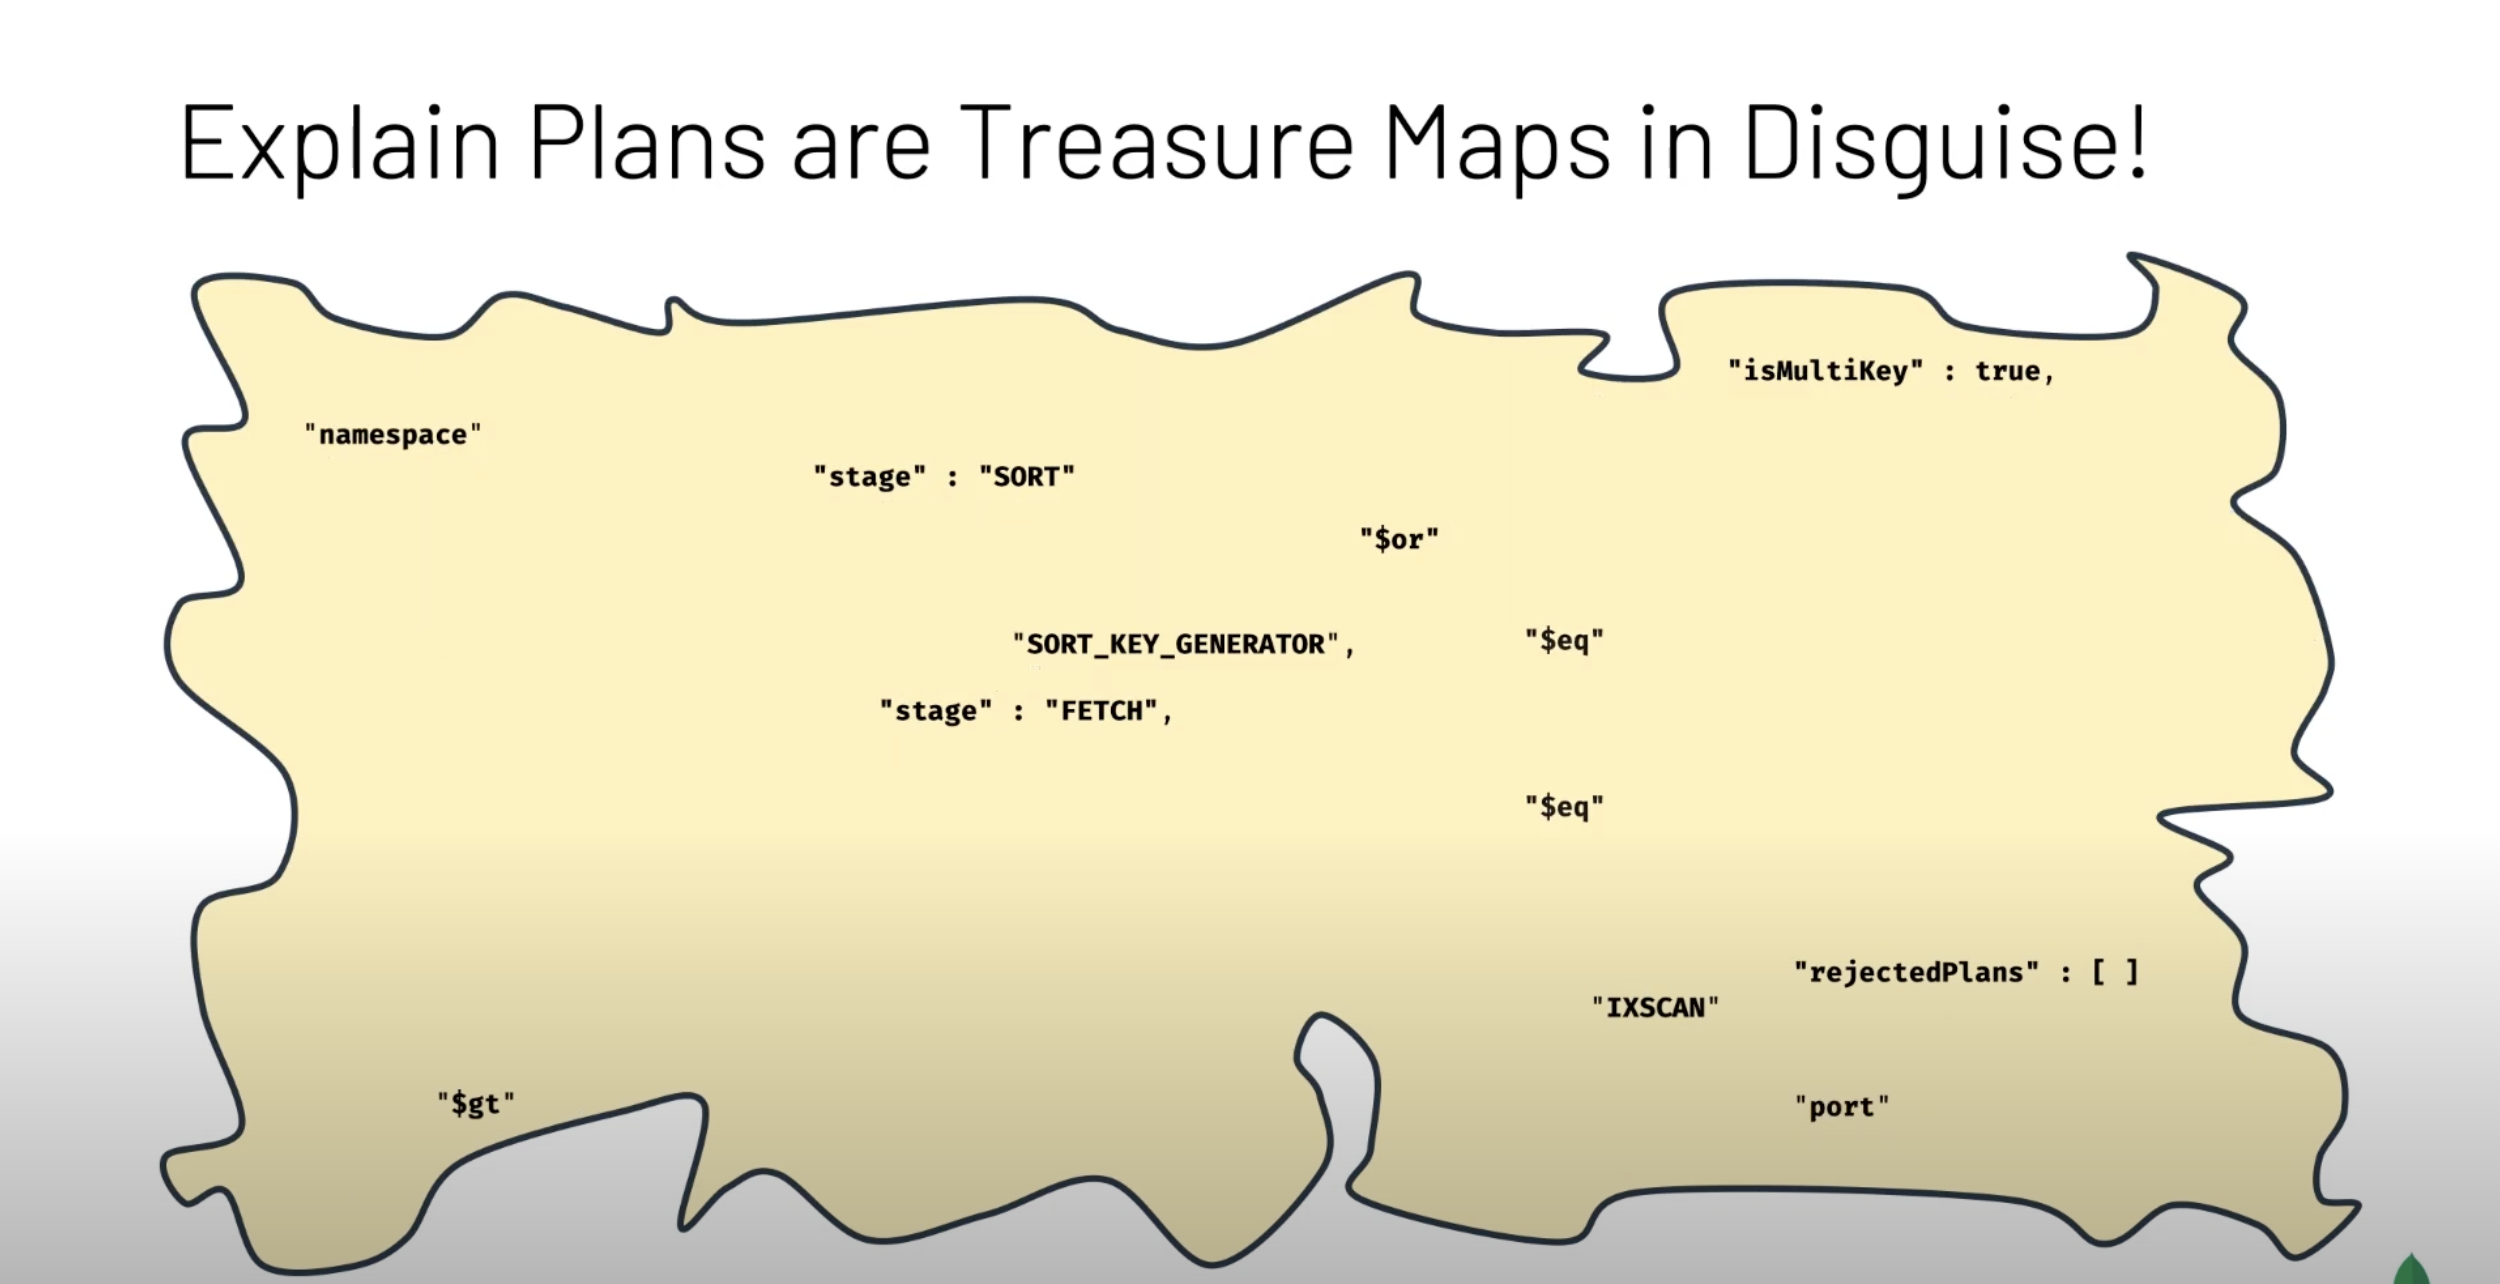 Explain Plans are Treasure Maps in Disguise!
"isMultiKey" : true,
"namespace"
"stage" : "SORT"
"$or"
"SORT_KEY_GENERATOR",
"$eq"
"stage" : "FETCH",
"$eq"
"rejectedPlans" : [ ]
"IXSCAN"
"$gt"
"port"